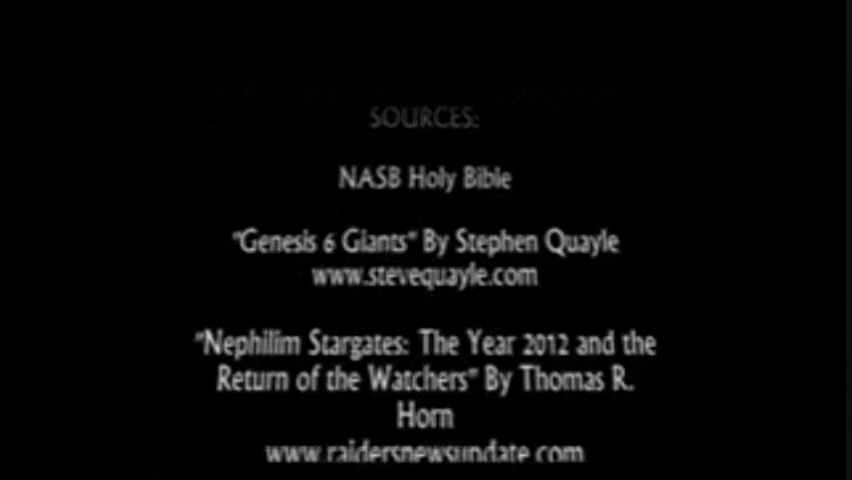 SOURCES:
NASB Holy Bible
"Genesis 6 Giants" By Stephen Quayle
www.stevequayle.com
"Nephilim Stargates: The Year 2012 and the
Return of the Watchers" By Thomas R.
Horn
www.raidersnewsupdate.com